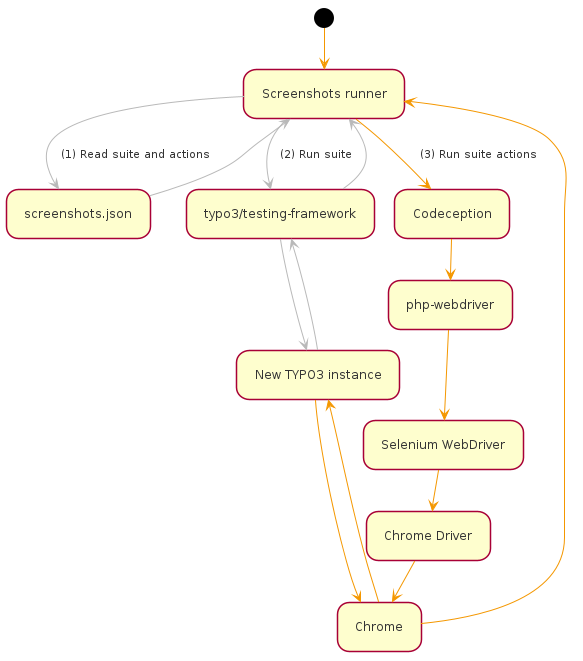 Screenshots runner
(1) Read suite and actions
(2) Run suite
(3) Run suite actions
screenshots.json
typo3/testing-framework
Codeception
php-webdriver
New TYPO3 instance
Selenium WebDriver
Chrome Driver
Chrome